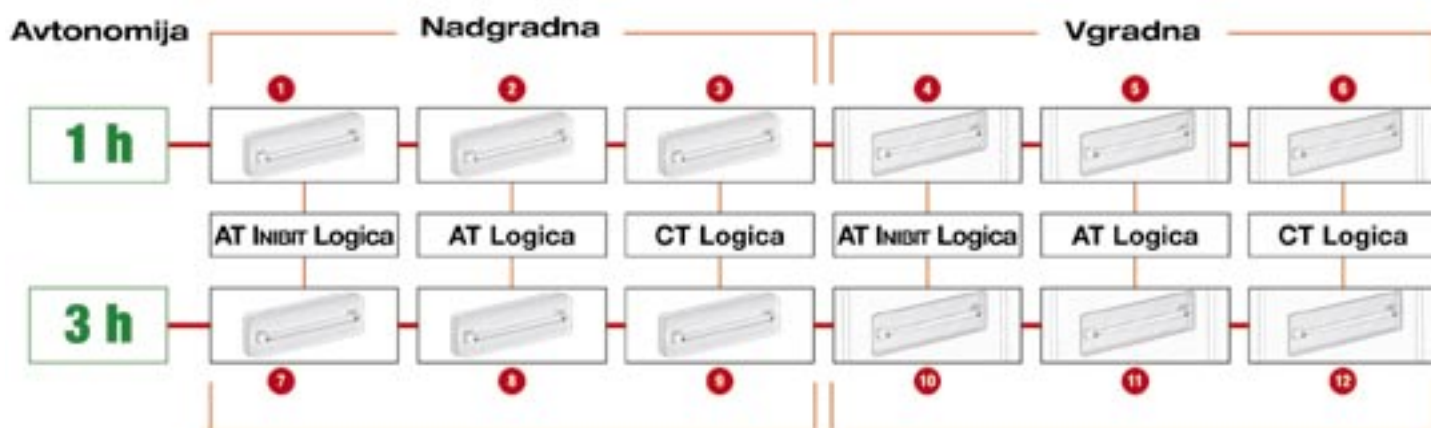 Avtonomija
Nadgradna
Vgradna
1 2 3 4 5 6
1 h
AT INIBIT Logica
AT Logica
CT Logica
AT INIBIT Logica
AT Logica
CT Logica
3 h
7 8 9 10 11 12